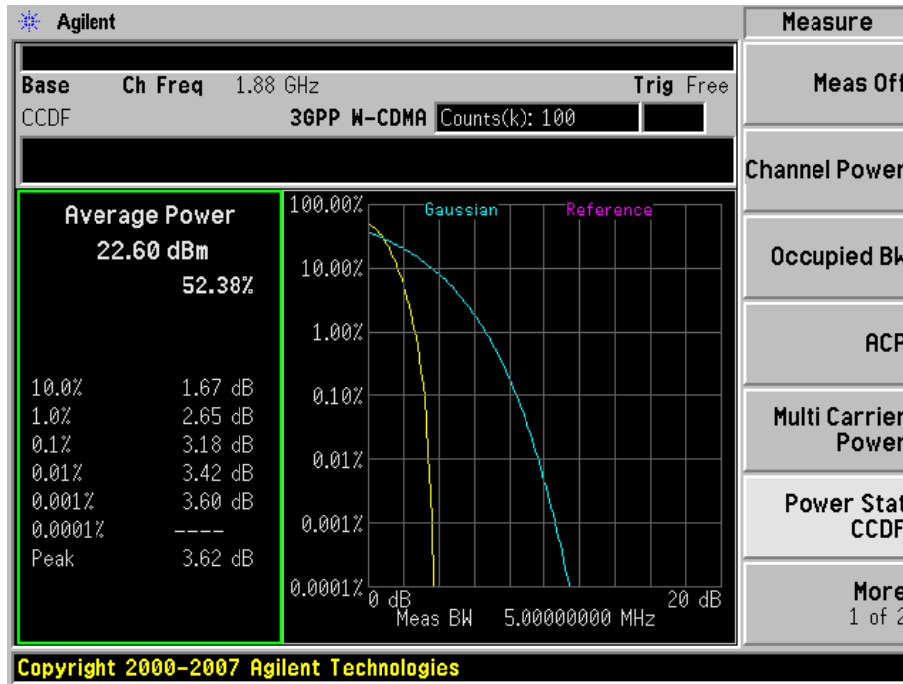 Agilent
Measure
Base Ch Freq 1.88 GHz Trig Free
CCDF 3GPP W-CDMA Counts(k): 100
Average Power
22.60 dBm
52.38%
10.0% 1.67 dB
1.0% 2.65 dB
0.1% 3.18 dB
0.01% 3.42 dB
0.001% 3.60 dB
0.0001% ----
Peak 3.62 dB
Gaussian Reference
100.00%
10.00%
1.00%
0.10%
0.01%
0.001%
0.0001%
0 dB 20 dB
Meas BW 5.00000000 MHz
Meas Off
Channel Power
Occupied BW
ACP
Multi Carrier
Power
Power Stat
CCDF
More
1 of 2
Copyright 2000-2007 Agilent Technologies